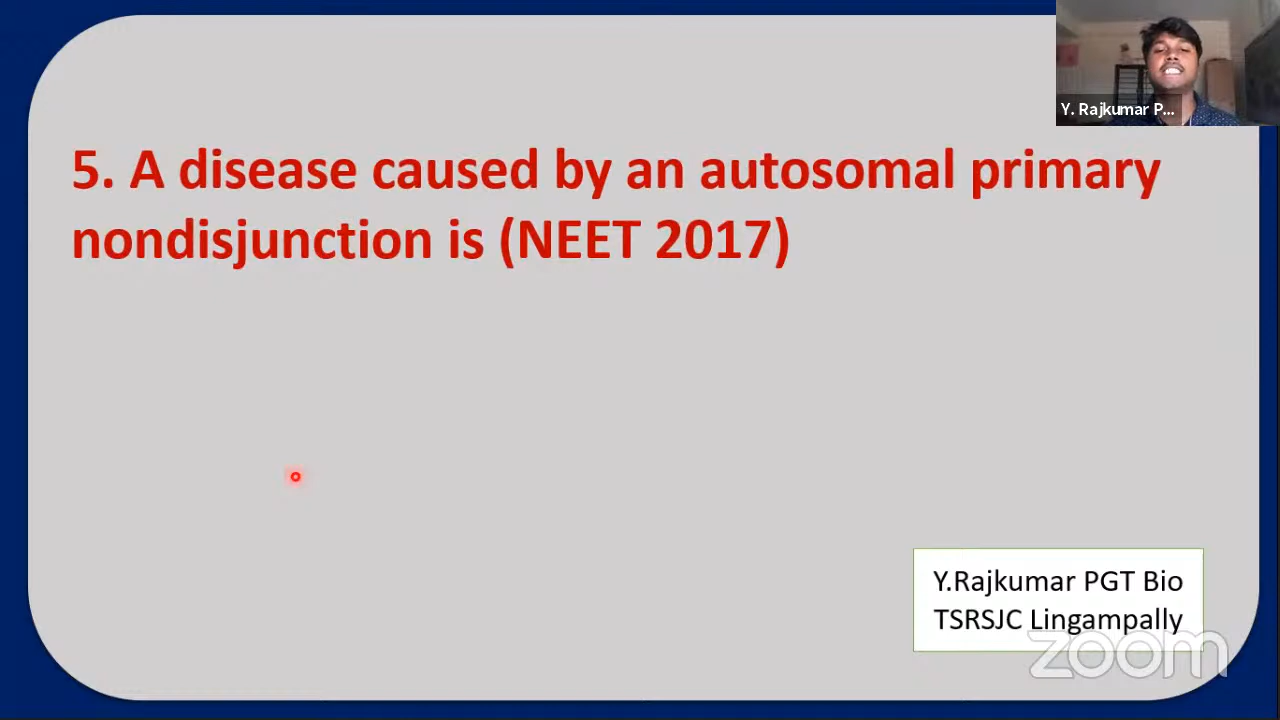 Y. Rajkumar P...
5. A disease caused by an autosomal primary
nondisjunction is (NEET 2017)
Y.Rajkumar PGT Bio
TSRSJC Lingampally
zoom